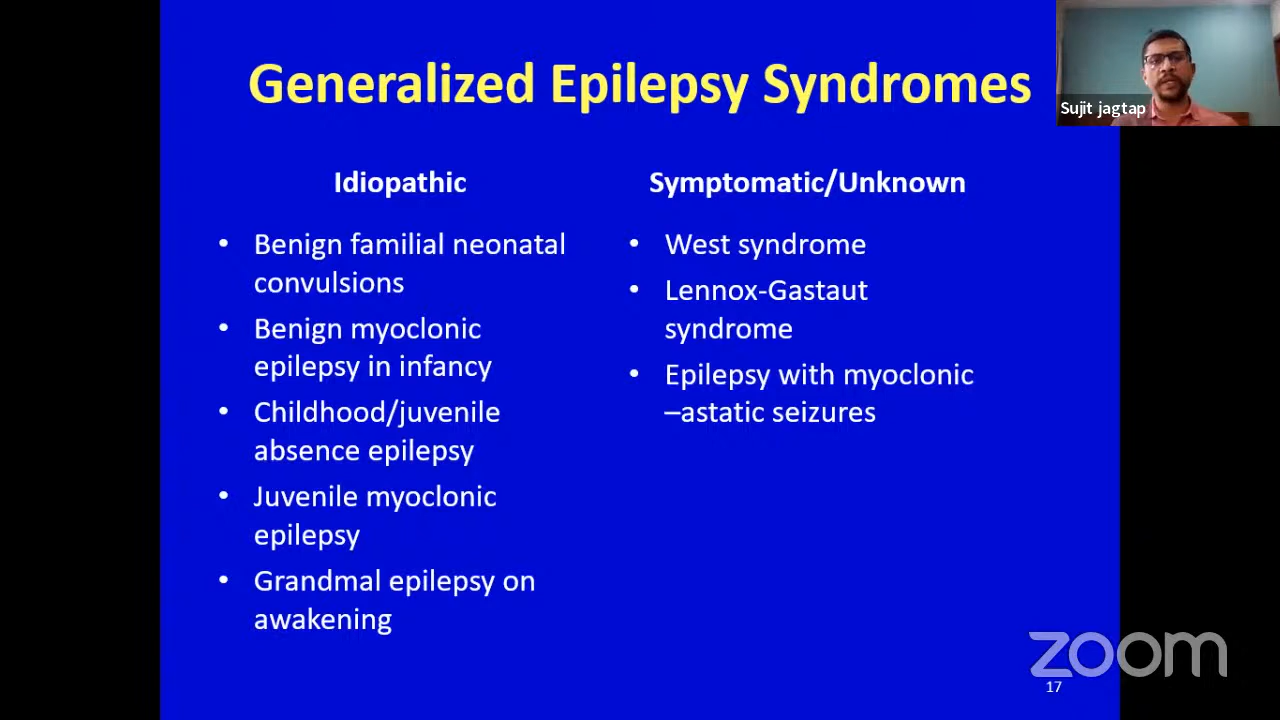 Generalized Epilepsy Syndromes
Sujit jagtap
Idiopathic
• Benign familial neonatal
convulsions
• Benign myoclonic
epilepsy in infancy
• Childhood/juvenile
absence epilepsy
• Juvenile myoclonic
epilepsy
• Grandmal epilepsy on
awakening
Symptomatic/Unknown
• West syndrome
• Lennox-Gastaut
syndrome
• Epilepsy with myoclonic
–astatic seizures
zoom
17